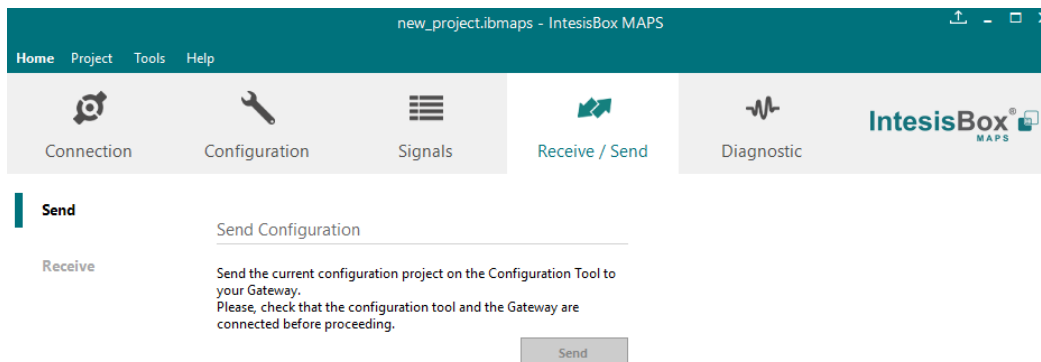 new_project.ibmaps - IntesisBox MAPS
Home Project Tools Help
Connection Configuration Signals Receive / Send Diagnostic
IntesisBox®
MAPS
Send
Send Configuration
Receive
Send the current configuration project on the Configuration Tool to
your Gateway.
Please, check that the configuration tool and the Gateway are
connected before proceeding.
Send